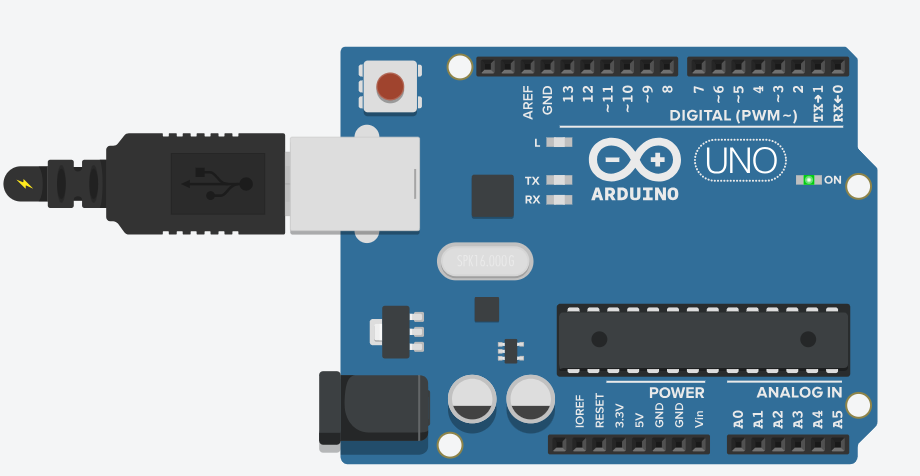 AREF
GND
13
12
~11
~10
~9
8
7
~6
~5
4
~3
2
TX→1
RX←0
DIGITAL (PWM~)
L
TX
RX
ARDUINO
UNO
ON
SPK16.000G
POWER
ANALOG IN
IOREF
RESET
3.3V
5V
GND
GND
Vin
A0
A1
A2
A3
A4
A5